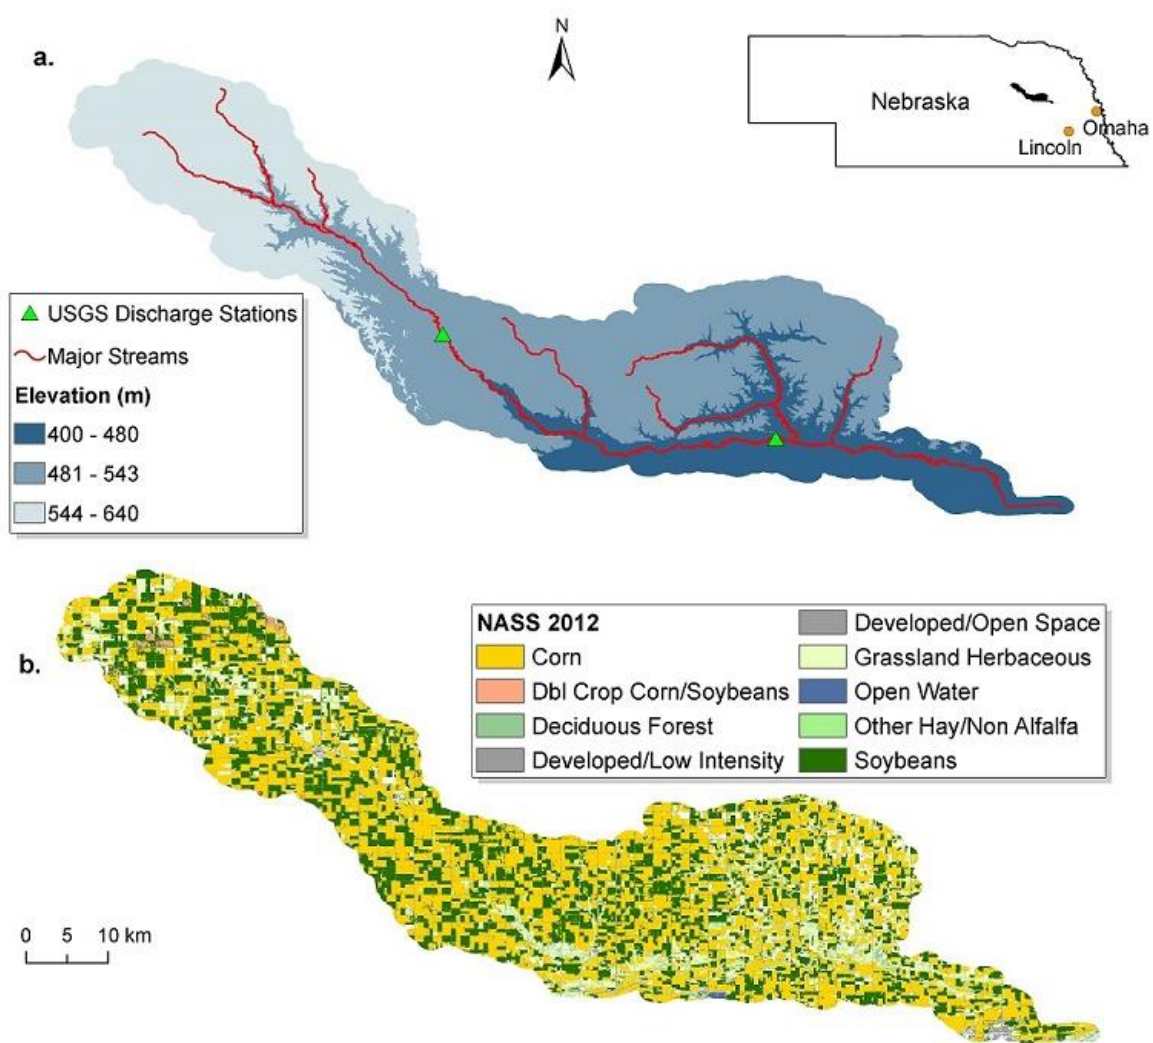 N
a.
Nebraska
Omaha
Lincoln
USGS Discharge Stations
Major Streams
Elevation (m)
400 - 480
481 - 543
544 - 640
b.
NASS 2012
Corn
Dbl Crop Corn/Soybeans
Deciduous Forest
Developed/Low Intensity
Developed/Open Space
Grassland Herbaceous
Open Water
Other Hay/Non Alfalfa
Soybeans
0 5 10 km